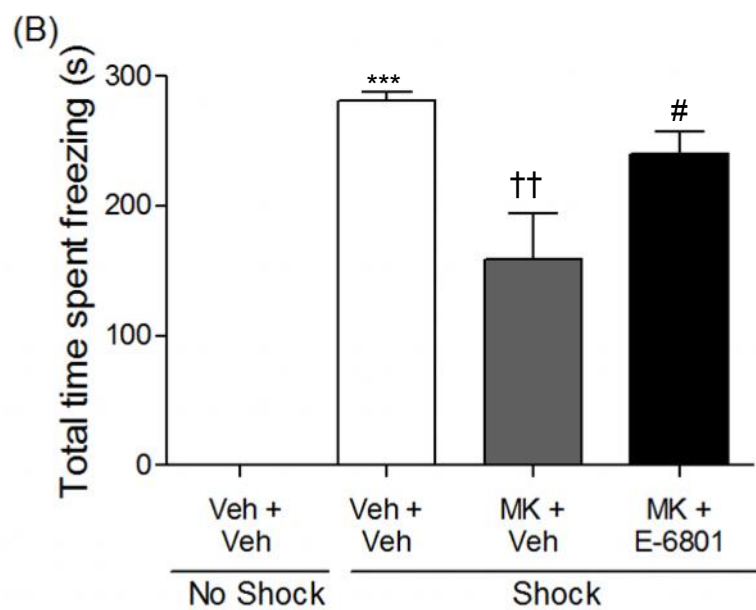 (B)
Total time spent freezing (s)
300
200
100
0
***
††
#
Veh +
Veh
Veh +
Veh
MK +
Veh
MK +
E-6801
No Shock
Shock